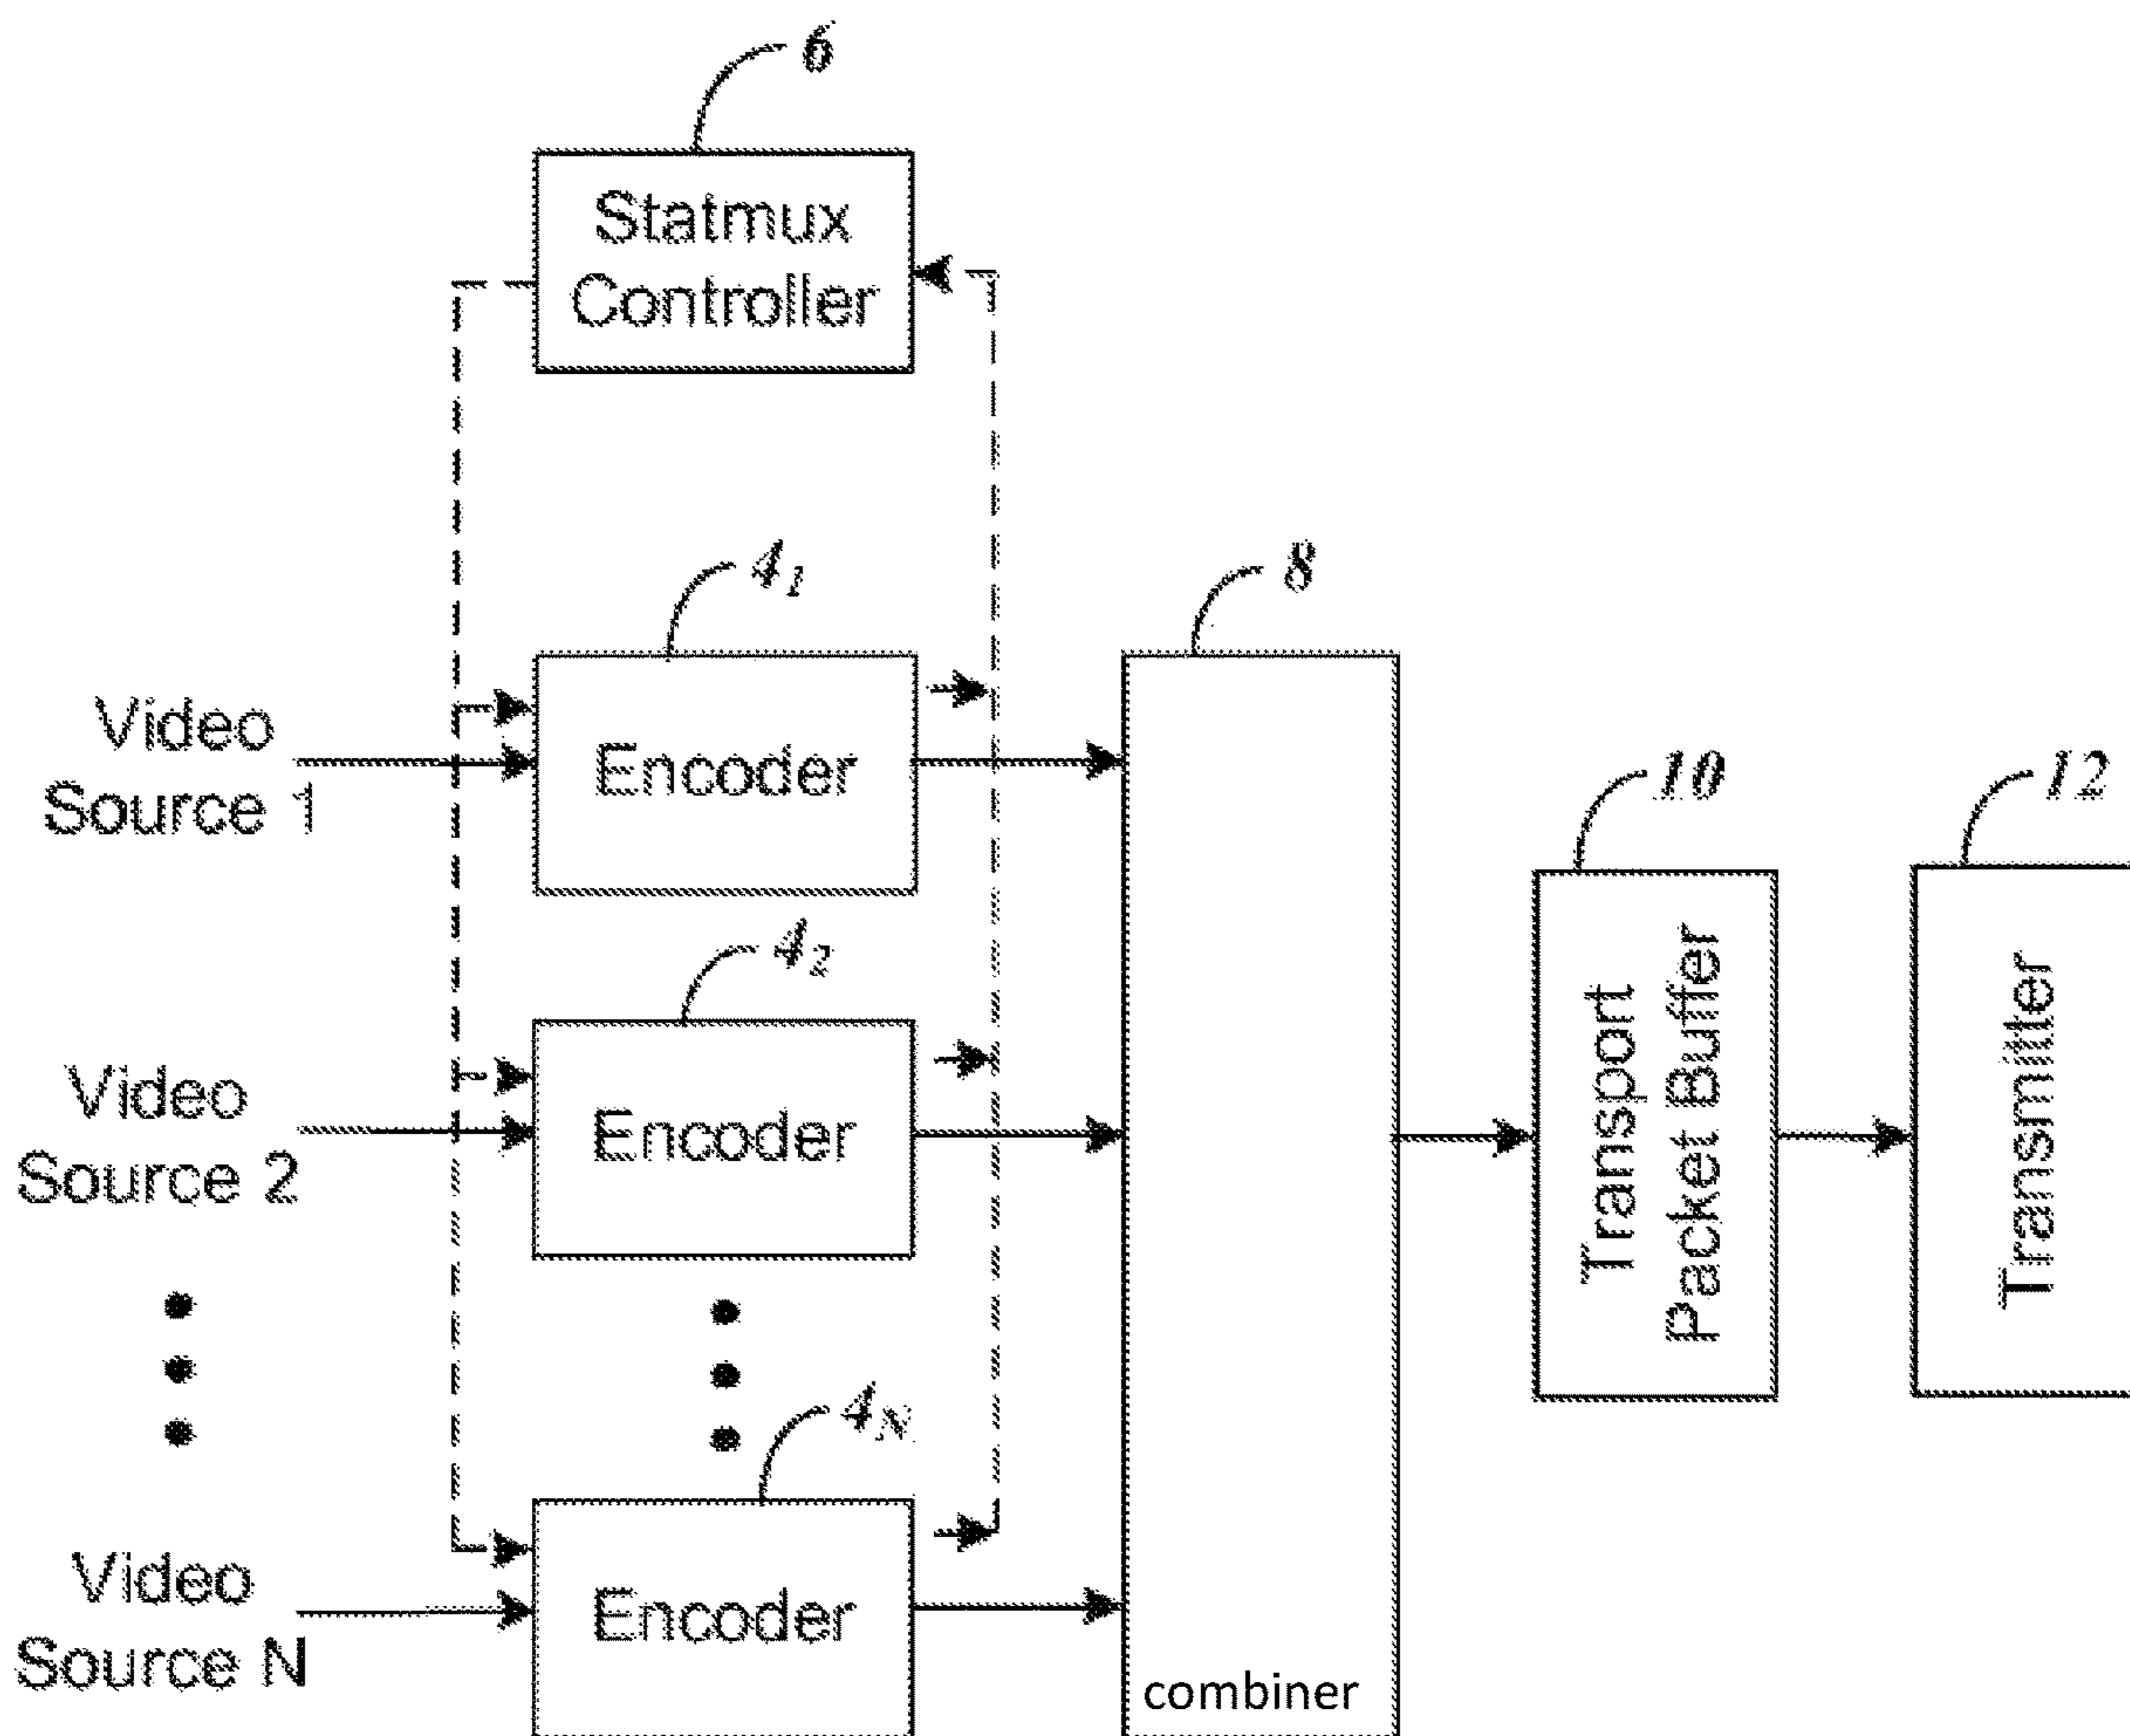 6
Statmux
Controller
4₁
8
Video
Source 1
Encoder
10
12
4₂
Transport
Packet Buffer
Transmitter
Video
Source 2
Encoder
4N
Video
Source N
Encoder
combiner